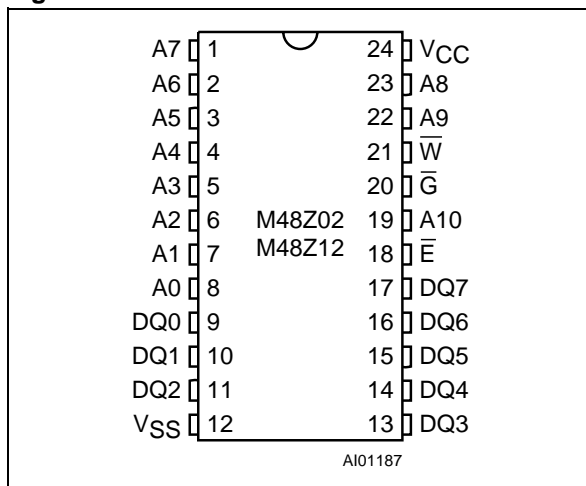 A7 1 24 VCC
A6 2 23 A8
A5 3 22 A9
A4 4 21 W̅
A3 5 20 G̅
A2 6 M48Z02 19 A10
A1 7 M48Z12 18 E̅
A0 8 17 DQ7
DQ0 9 16 DQ6
DQ1 10 15 DQ5
DQ2 11 14 DQ4
VSS 12 13 DQ3
AI01187